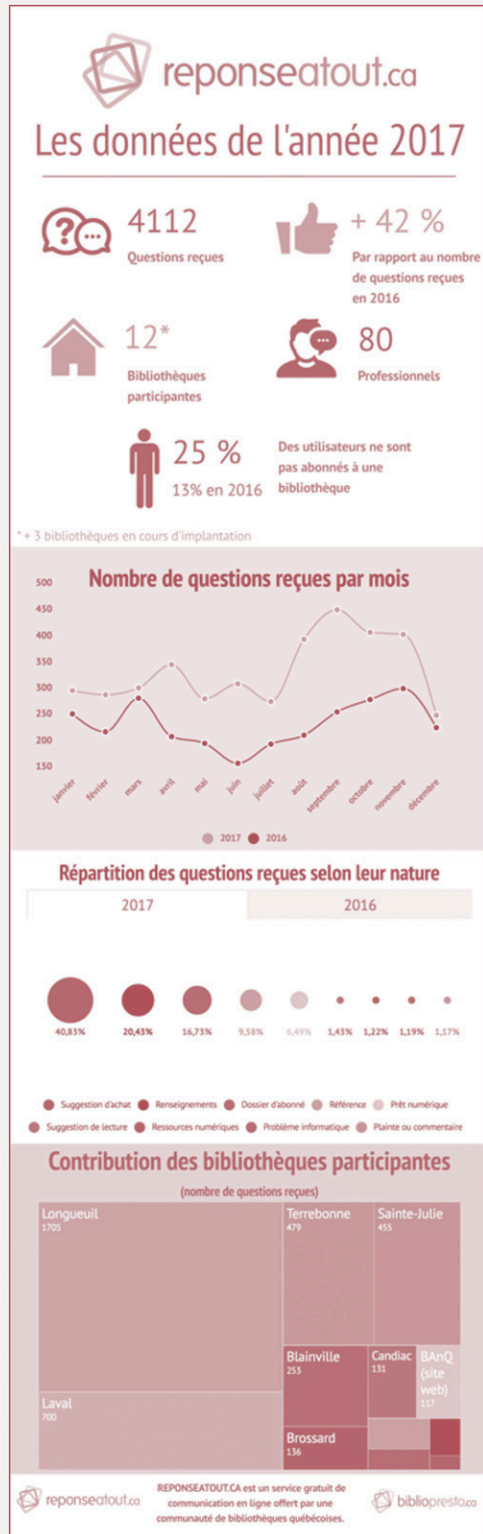 reponseatout.ca
Les données de l'année 2017
4112
Questions reçues
+ 42 %
Par rapport au nombre
de questions reçues
en 2016
12*
Bibliothèques
participantes
80
Professionnels
25 %
13% en 2016
Des utilisateurs ne sont
pas abonnés à une
bibliothèque
* + 3 bibliothèques en cours d'implantation
Nombre de questions reçues par mois
500
450
400
350
300
250
200
150
janvier
février
mars
avril
mai
juin
juillet
août
septembre
octobre
novembre
décembre
2017 2016
Répartition des questions reçues selon leur nature
2017 2016
40,83% 20,43% 16,73% 9,58% 6,49% 1,43% 1,22% 1,19% 1,17%
Suggestion d'achat Renseignements Dossier d'abonné Référence Prêt numérique
Suggestion de lecture Ressources numériques Problème informatique Plainte ou commentaire
Contribution des bibliothèques participantes
(nombre de questions reçues)
Longueuil
1705
Terrebonne
479
Sainte-Julie
455
Blainville
253
Candiac
131
BAnQ
(site
web)
117
Laval
700
Brossard
136
reponseatout.ca
REPONSEATOUT.CA est un service gratuit de
communication en ligne offert par une
communauté de bibliothèques québécoises.
bibliopresto.ca